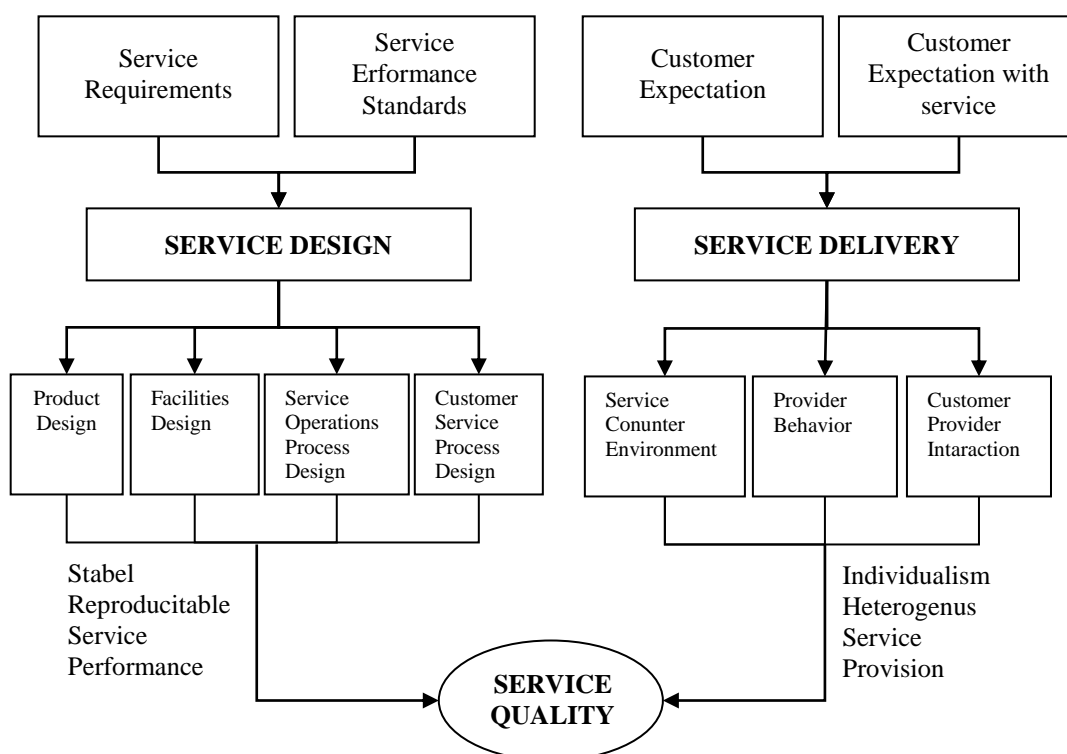 Service
Requirements
Service
Erformance
Standards
Customer
Expectation
Customer
Expectation with
service
SERVICE DESIGN
SERVICE DELIVERY
Product
Design
Facilities
Design
Service
Operations
Process
Design
Customer
Service
Process
Design
Service
Conunter
Environment
Provider
Behavior
Customer
Provider
Intaraction
Stabel
Reproducitable
Service
Performance
Individualism
Heterogenus
Service
Provision
SERVICE
QUALITY